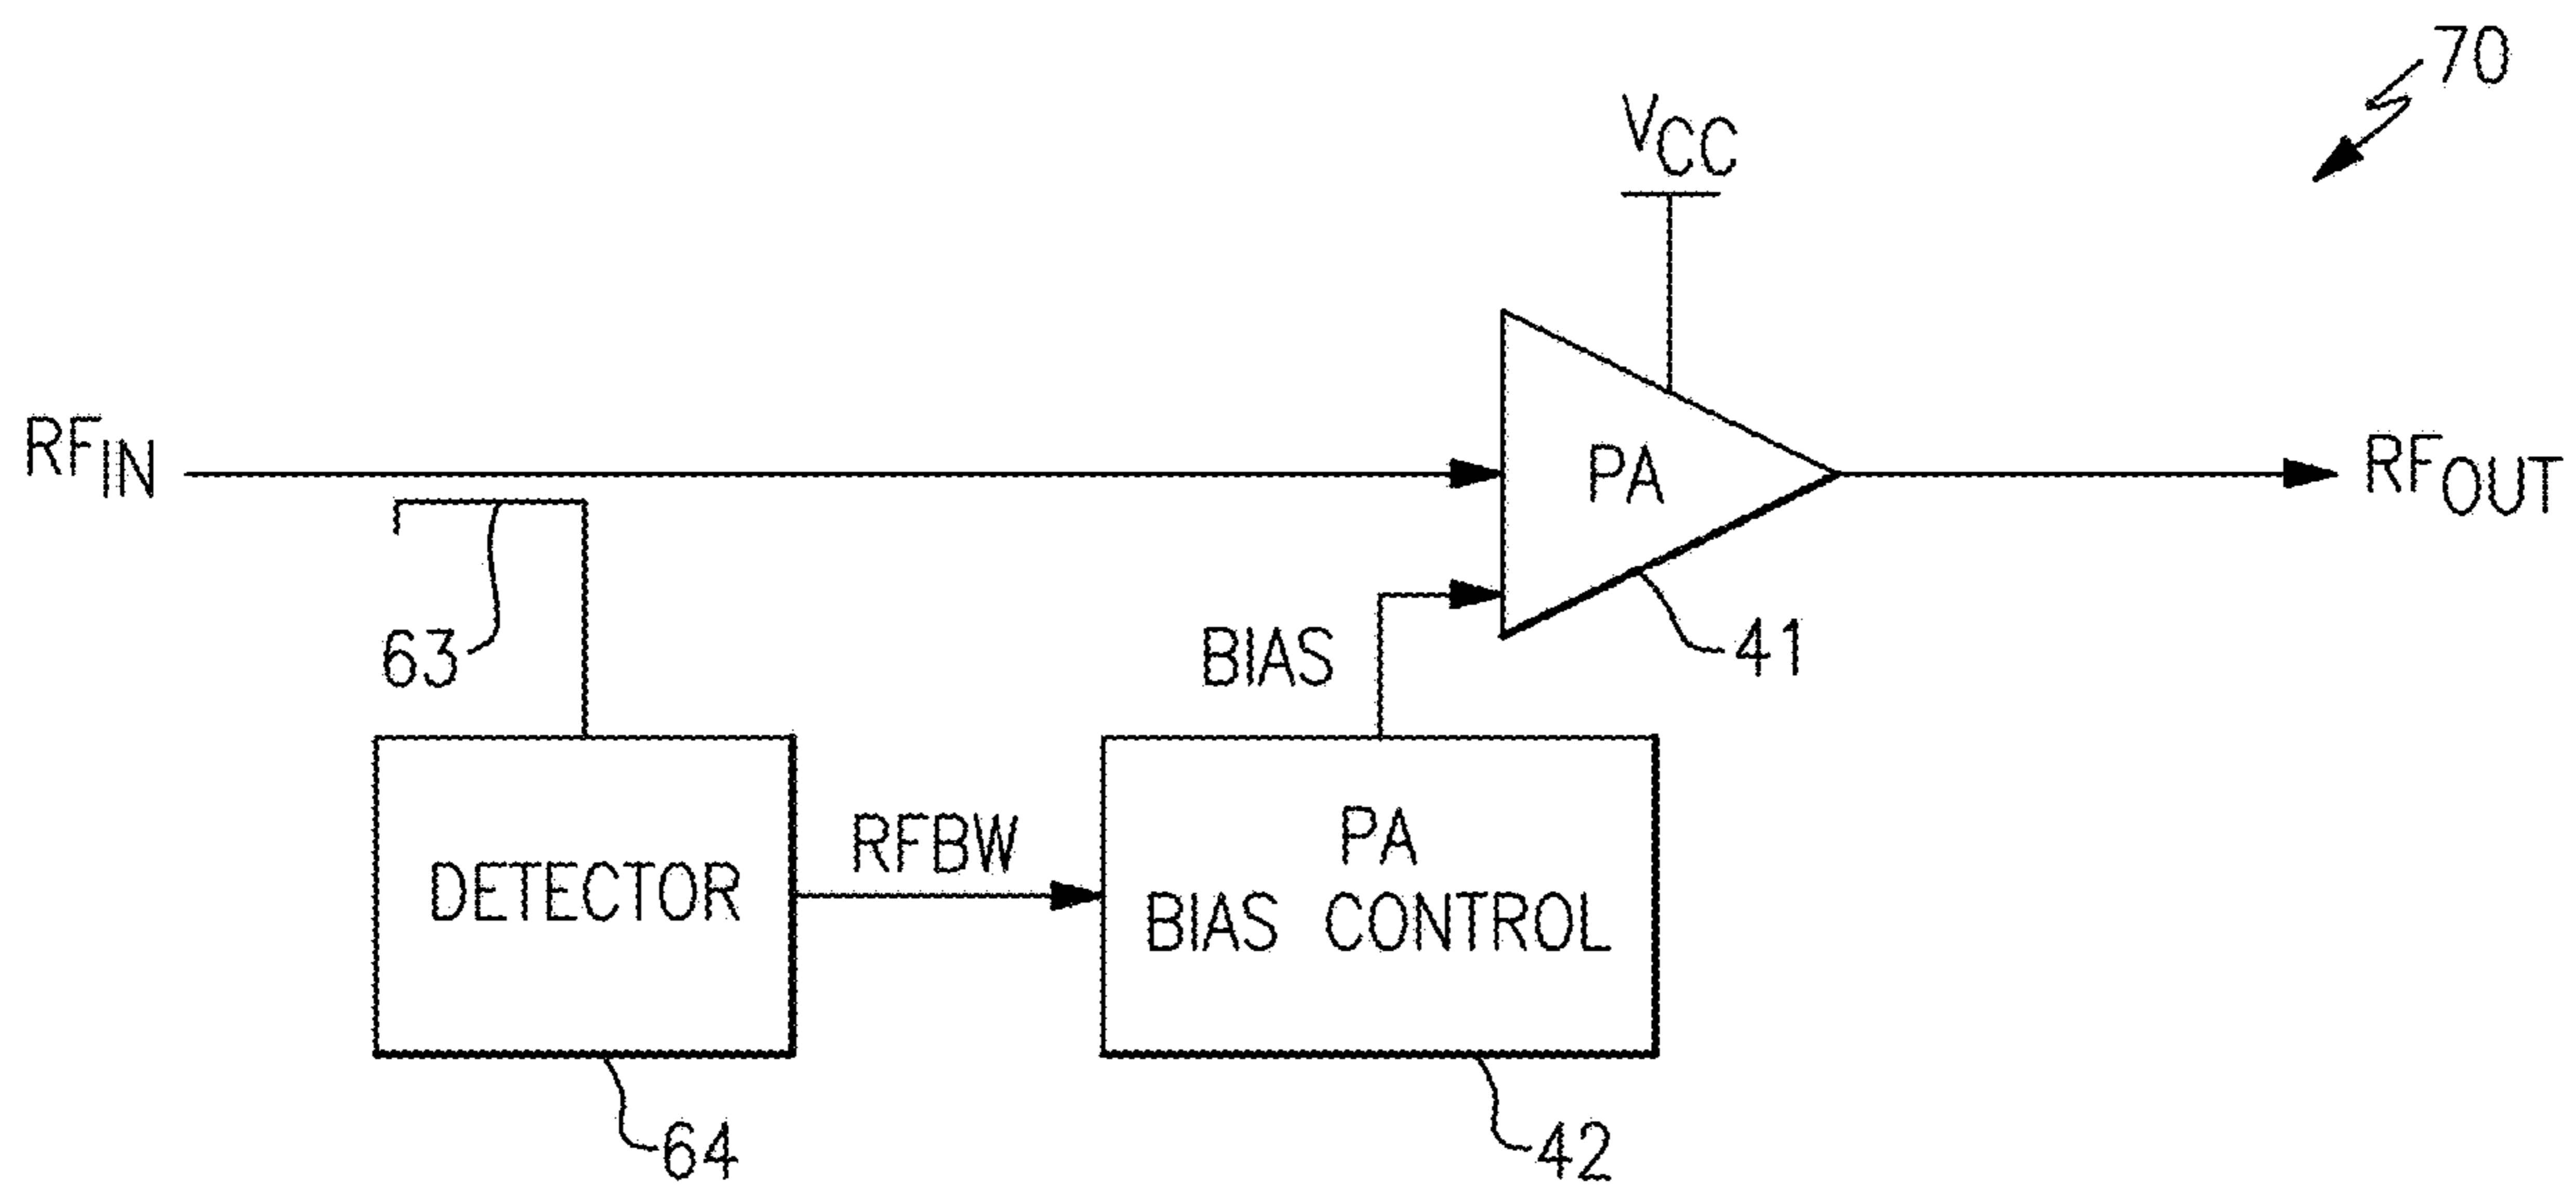 70
VCC
RFIN
PA
RFOUT
63
BIAS
41
RFBW
DETECTOR
PA
BIAS CONTROL
64
42